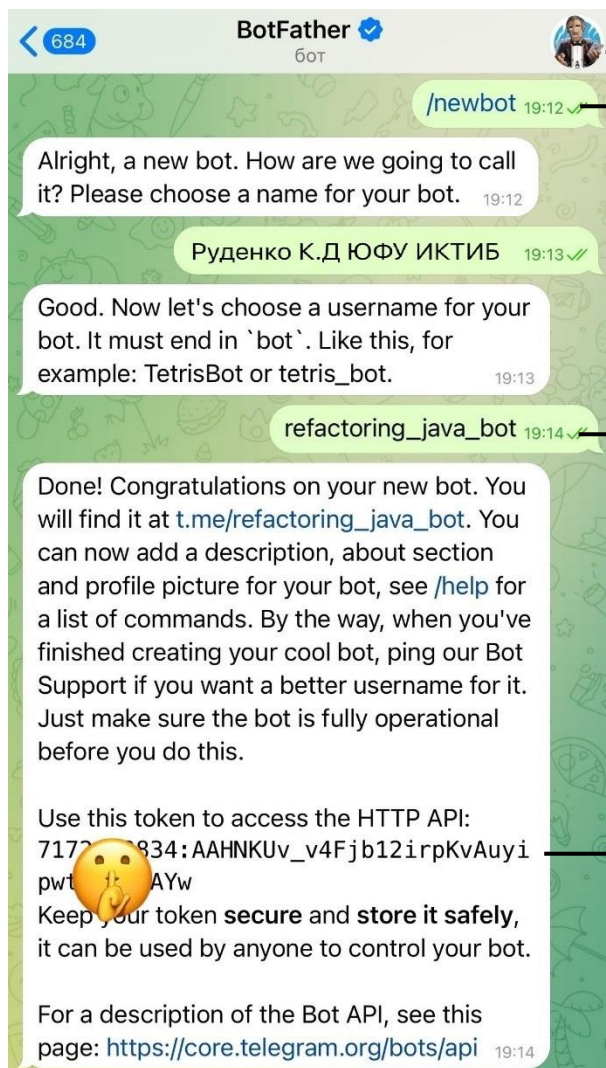 684
BotFather
бот
/newbot 19:12
Alright, a new bot. How are we going to call
it? Please choose a name for your bot. 19:12
Руденко К.Д ЮФУ ИКТИБ 19:13
Good. Now let's choose a username for your
bot. It must end in `bot`. Like this, for
example: TetrisBot or tetris_bot. 19:13
refactoring_java_bot 19:14
Done! Congratulations on your new bot. You
will find it at t.me/refactoring_java_bot. You
can now add a description, about section
and profile picture for your bot, see /help for
a list of commands. By the way, when you've
finished creating your cool bot, ping our Bot
Support if you want a better username for it.
Just make sure the bot is fully operational
before you do this.
Use this token to access the HTTP API:
Keep your token secure and store it safely,
it can be used by anyone to control your bot.
For a description of the Bot API, see this
page: https://core.telegram.org/bots/api 19:14